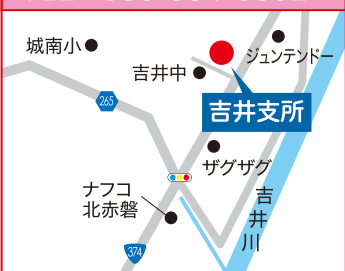 城南小
ジュンテンドー
吉井中
265
吉井支所
ザグザグ
ナフコ
北赤磐
吉井川
374